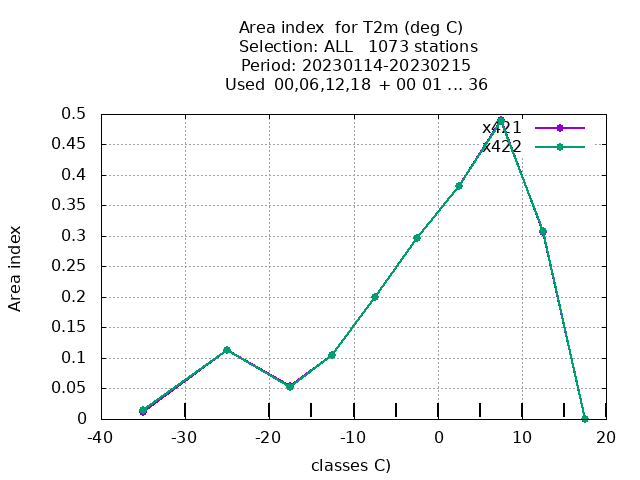 Area index  for T2m (deg C)
Selection: ALL   1073 stations
Period: 20230114-20230215
Used  00,06,12,18  + 00 01 ... 36
0.5
0.45
0.4
0.35
0.3
0.25
0.2
0.15
0.1
0.05
0
Area index
x421
x422
-40 -30 -20 -10 0 10 20
classes C)